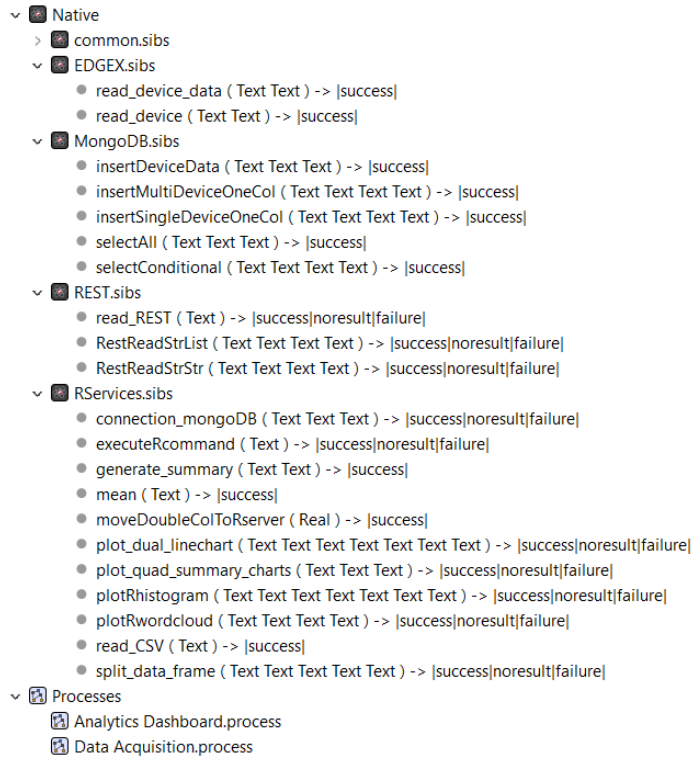 Native
common.sibs
EDGEX.sibs
read_device_data ( Text Text ) -> |success|
read_device ( Text Text ) -> |success|
MongoDB.sibs
insertDeviceData ( Text Text Text ) -> |success|
insertMultiDeviceOneCol ( Text Text Text Text ) -> |success|
insertSingleDeviceOneCol ( Text Text Text Text ) -> |success|
selectAll ( Text Text Text ) -> |success|
selectConditional ( Text Text Text Text ) -> |success|
REST.sibs
read_REST ( Text ) -> |success|noresult|failure|
RestReadStrList ( Text Text Text Text ) -> |success|noresult|failure|
RestReadStrStr ( Text Text Text Text ) -> |success|noresult|failure|
RServices.sibs
connection_mongoDB ( Text Text Text ) -> |success|noresult|failure|
executeRcommand ( Text ) -> |success|noresult|failure|
generate_summary ( Text Text ) -> |success|
mean ( Text ) -> |success|
moveDoubleColToRserver ( Real ) -> |success|
plot_dual_linechart ( Text Text Text Text Text Text Text ) -> |success|noresult|failure|
plot_quad_summary_charts ( Text Text Text ) -> |success|noresult|failure|
plotRhistogram ( Text Text Text Text Text Text Text ) -> |success|noresult|failure|
plotRwordcloud ( Text Text Text Text ) -> |success|noresult|failure|
read_CSV ( Text ) -> |success|
split_data_frame ( Text Text Text Text Text ) -> |success|noresult|failure|
Processes
Analytics Dashboard.process
Data Acquisition.process